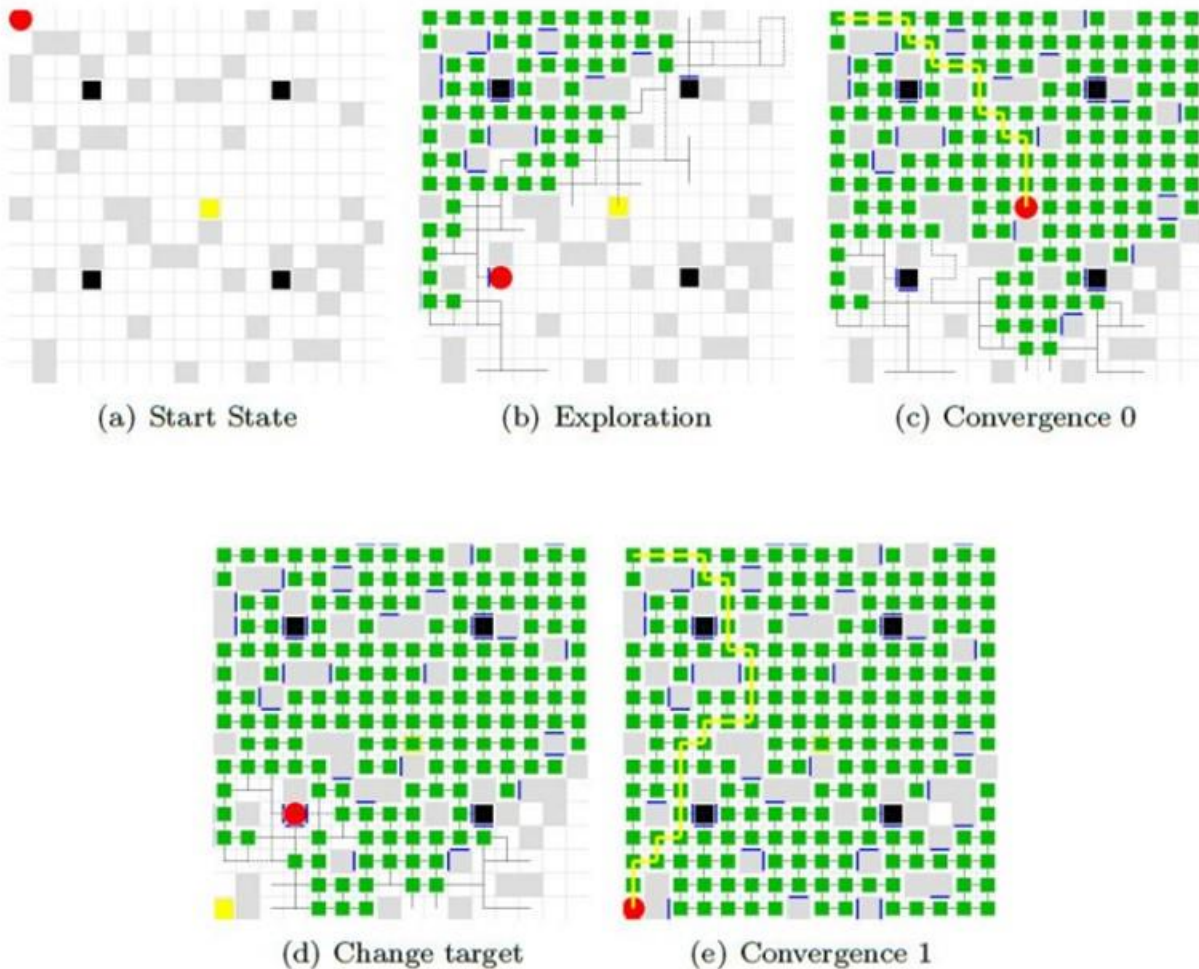 (a) Start State
(b) Exploration
(c) Convergence 0
(d) Change target
(e) Convergence 1